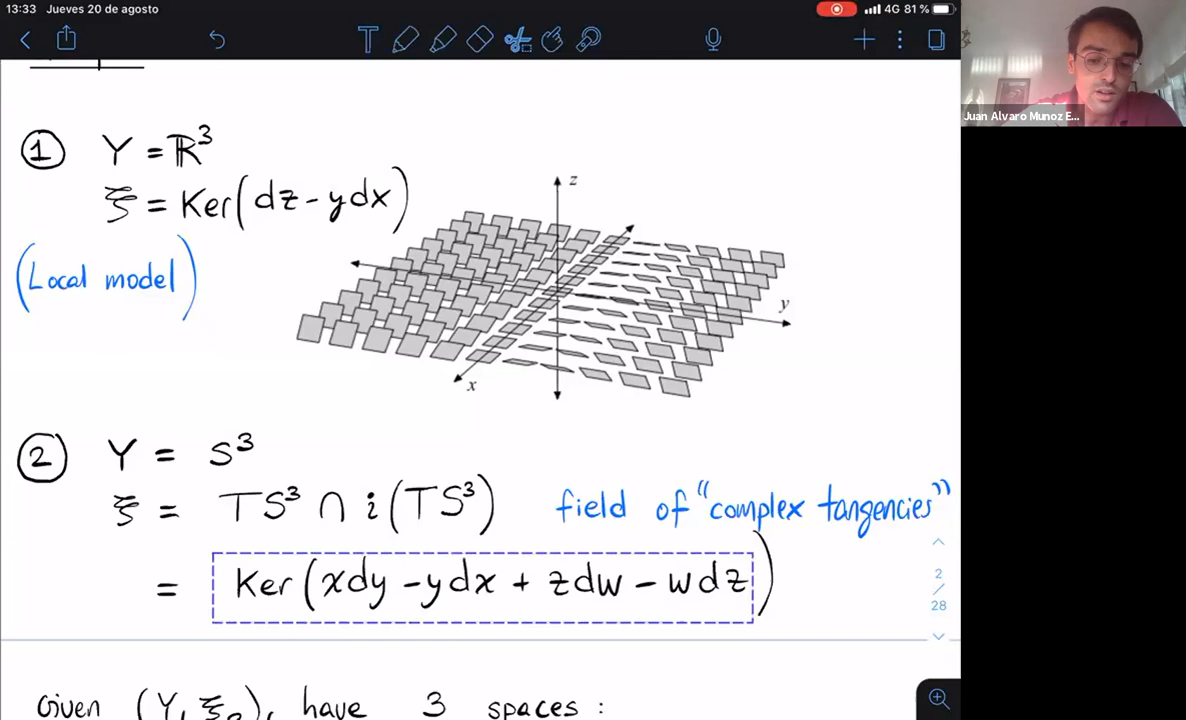 13:33 Jueves 20 de agosto
4G 81 %
Juan Alvaro Munoz E...
① Y = ℝ³
ξ = Ker(dz - ydx)
(Local model)
z
y
x
② Y = S³
ξ = TS³ ∩ i(TS³) field of "complex tangencies"
= Ker(xdy - ydx + zdw - wdz)
2
/
28
Given (Y, ξ₀), have 3 spaces: